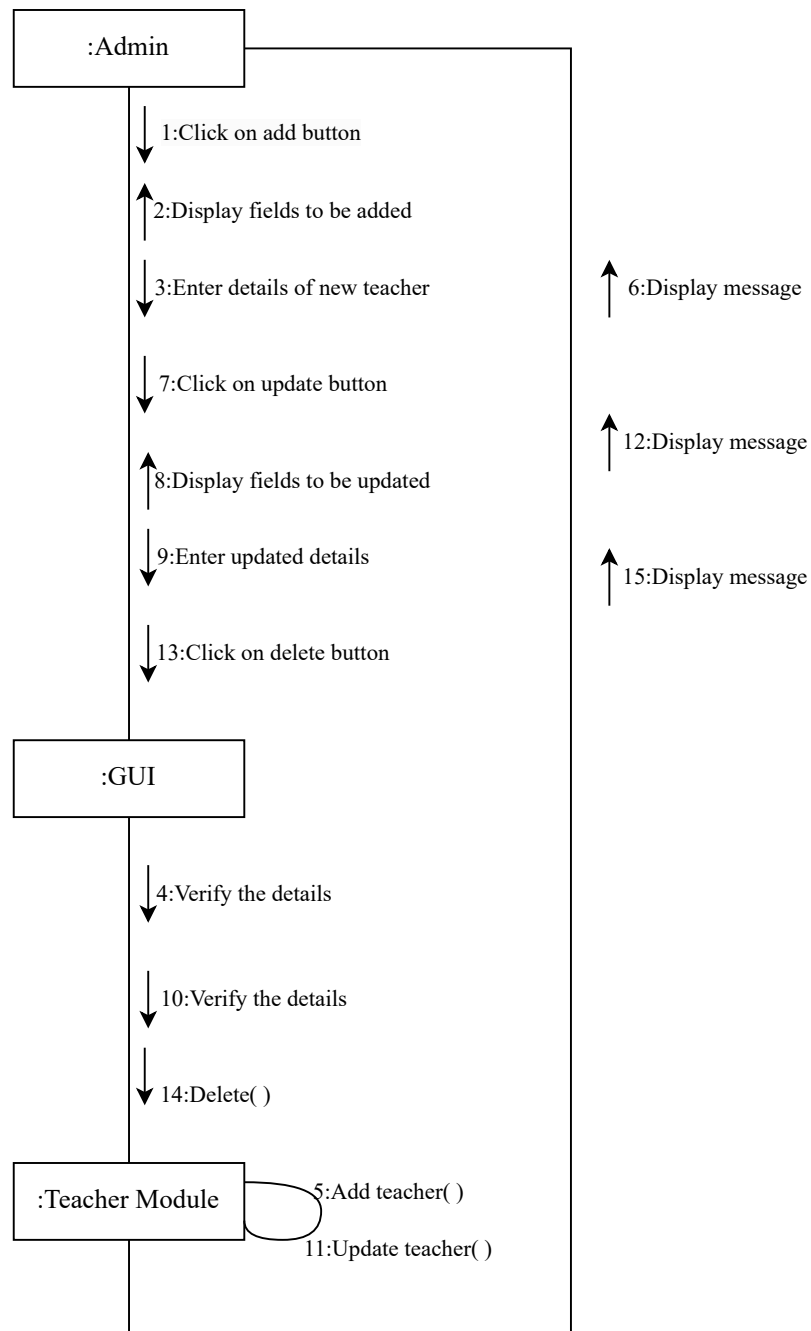 :Admin
1:Click on add button
2:Display fields to be added
3:Enter details of new teacher
6:Display message
7:Click on update button
12:Display message
8:Display fields to be updated
9:Enter updated details
15:Display message
13:Click on delete button
:GUI
4:Verify the details
10:Verify the details
14:Delete( )
:Teacher Module
5:Add teacher( )
11:Update teacher( )